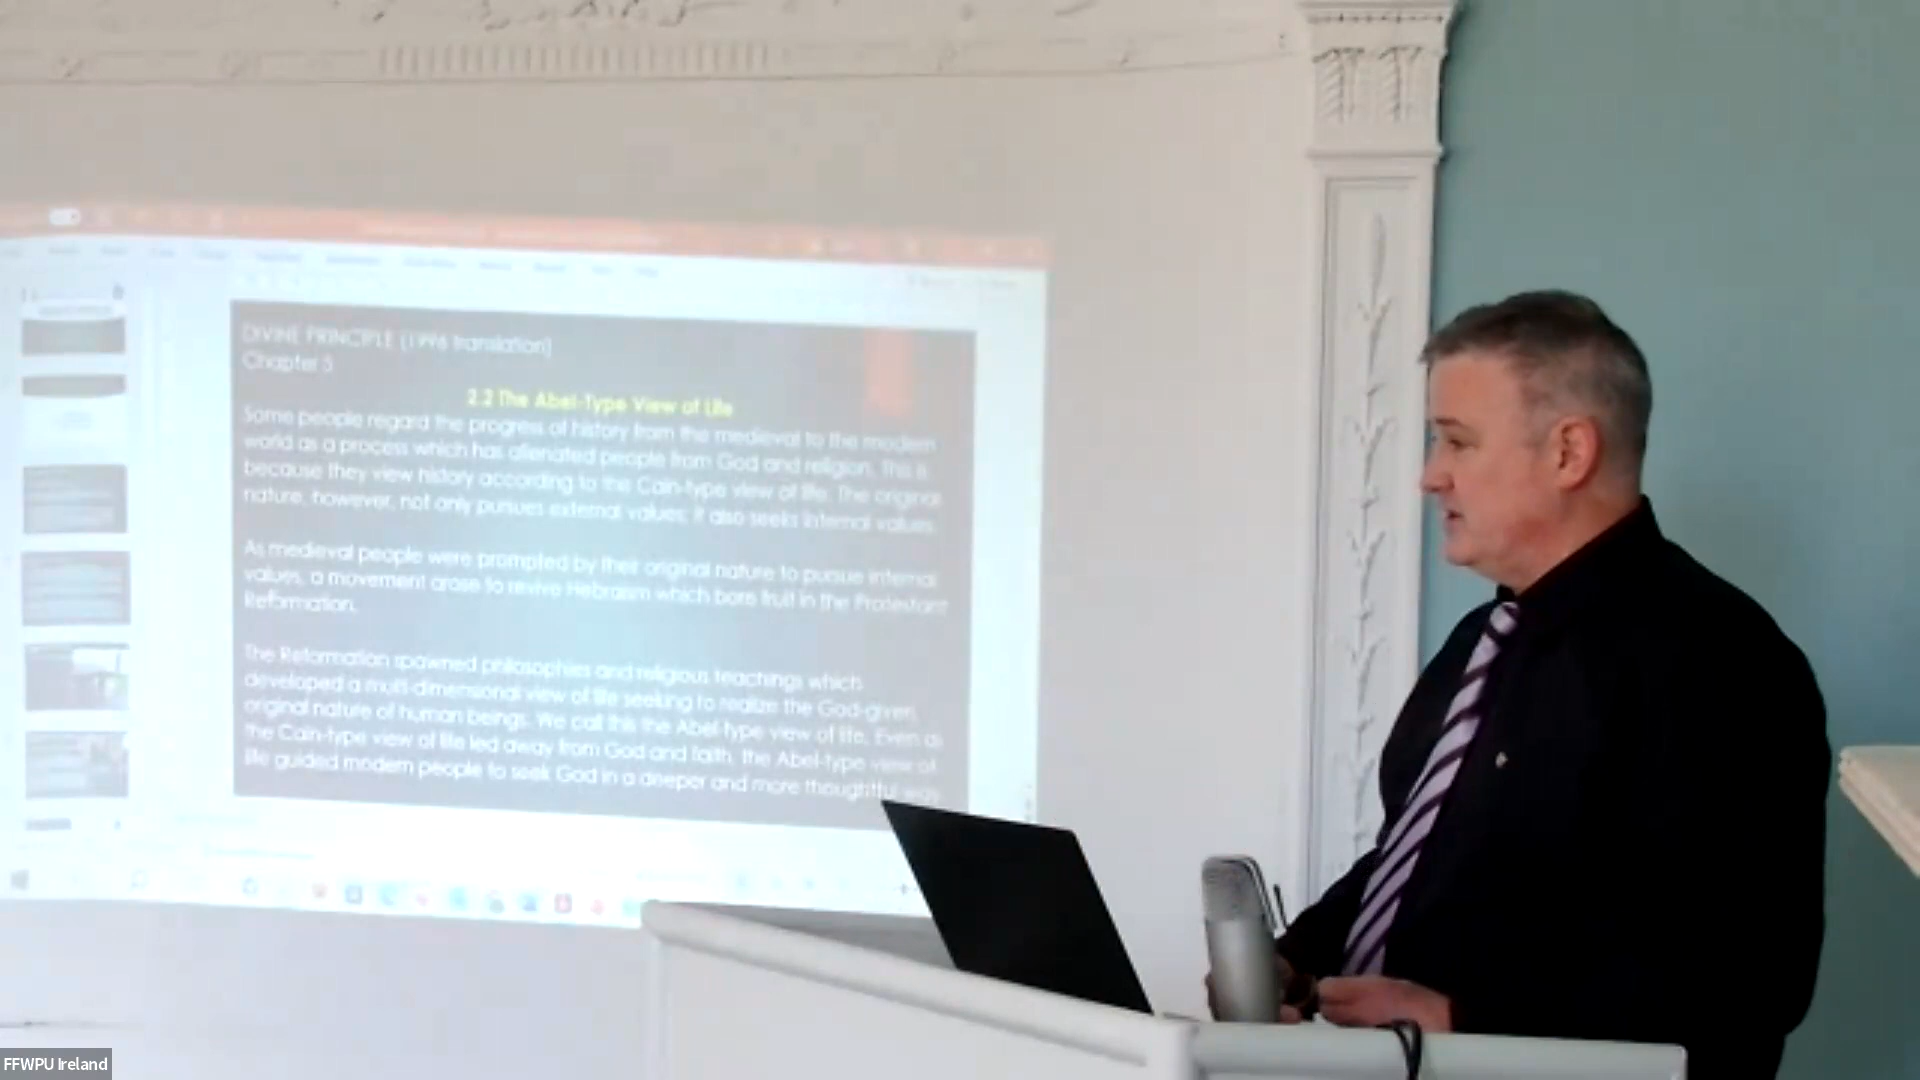 DIVINE PRINCIPLE (1996 translation)
Chapter 5
2.2 The Abel-Type View of Life
Some people regard the progress of history from the medieval to the modern
world as a process which has alienated people from God and religion. This is
because they view history according to the Cain-type view of life. The original
nature, however, not only pursues external values; it also seeks internal values.
As medieval people were prompted by their original nature to pursue internal
values, a movement arose to revive Hebraism which bore fruit in the Protestant
Reformation.
The Reformation spawned philosophies and religious teachings which
developed a multi-dimensional view of life seeking to realize the God-given
original nature of human beings. We call this the Abel-type view of life. Even as
the Cain-type view of life led away from God and faith, the Abel-type view of
life guided modern people to seek God in a deeper and more thoughtful way.
FFWPU Ireland